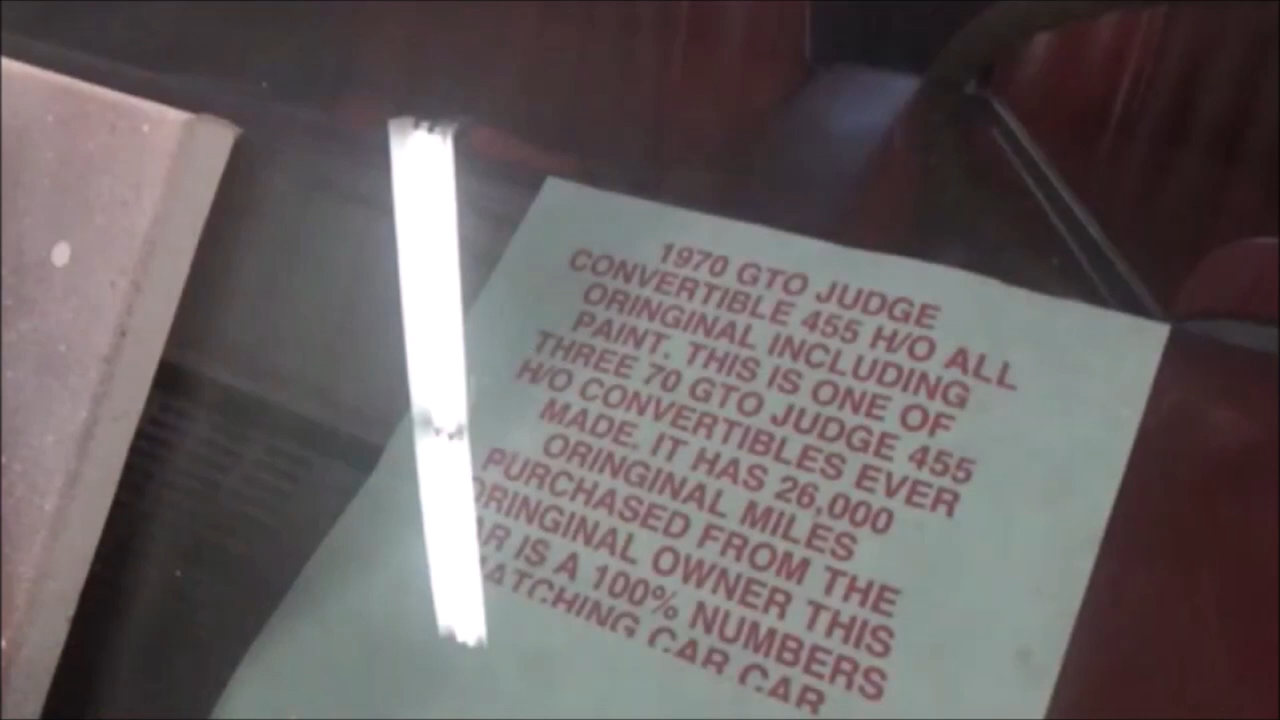 1970 GTO JUDGE
CONVERTIBLE 455 H/O ALL
ORINGINAL INCLUDING
PAINT. THIS IS ONE OF
THREE 70 GTO JUDGE 455
H/O CONVERTIBLES EVER
MADE. IT HAS 26,000
ORINGINAL MILES
PURCHASED FROM THE
ORINGINAL OWNER THIS
AR IS A 100% NUMBERS
ATCHING CAR CAR